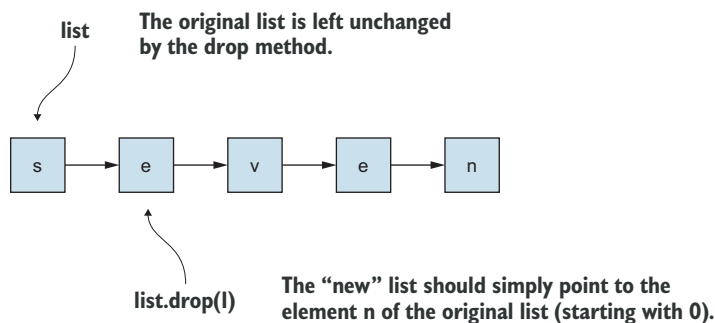 list
The original list is left unchanged
by the drop method.
s e v e n
list.drop(l)
The “new” list should simply point to the
element n of the original list (starting with 0).